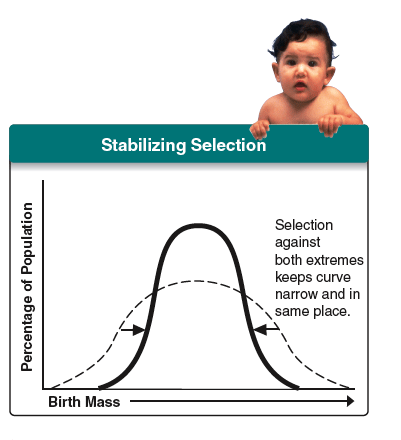 Stabilizing Selection
Percentage of Population
Selection
against
both extremes
keeps curve
narrow and in
same place.
Birth Mass